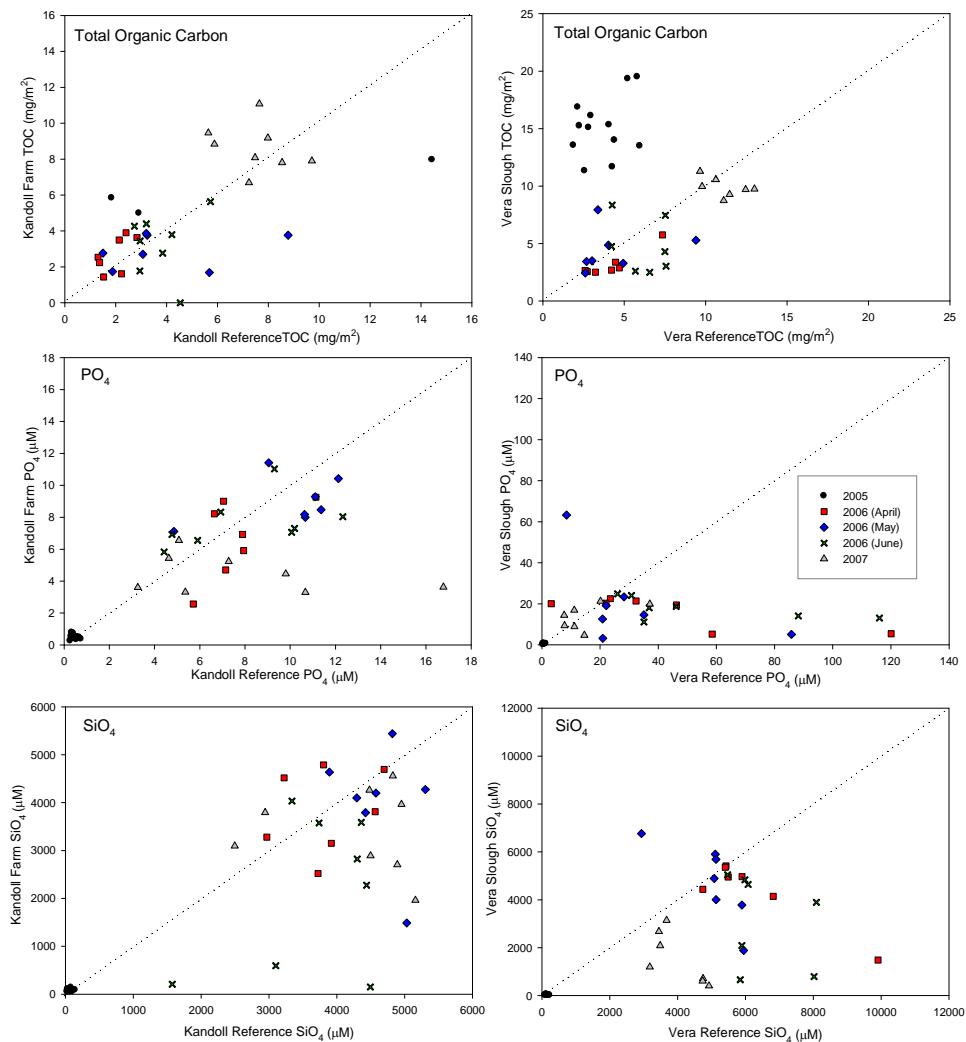 Total Organic Carbon
Kandoll Farm TOC (mg/m²)
16
14
12
10
8
6
4
2
0
0 2 4 6 8 10 12 14 16
Kandoll ReferenceTOC (mg/m²)
Total Organic Carbon
Vera Slough TOC (mg/m²)
25
20
15
10
5
0
0 5 10 15 20 25
Vera ReferenceTOC (mg/m²)
PO₄
Kandoll Farm PO₄ (µM)
18
16
14
12
10
8
6
4
2
0
0 2 4 6 8 10 12 14 16 18
Kandoll Reference PO₄ (µM)
PO₄
Vera Slough PO₄ (µM)
140
120
100
80
60
40
20
0
2005
2006 (April)
2006 (May)
2006 (June)
2007
0 20 40 60 80 100 120 140
Vera Reference PO₄ (µM)
SiO₄
Kandoll Farm SiO₄ (µM)
6000
5000
4000
3000
2000
1000
0
0 1000 2000 3000 4000 5000 6000
Kandoll Reference SiO₄ (µM)
SiO₄
Vera Slough SiO₄ (µM)
12000
10000
8000
6000
4000
2000
0
0 2000 4000 6000 8000 10000 12000
Vera Reference SiO₄ (µM)